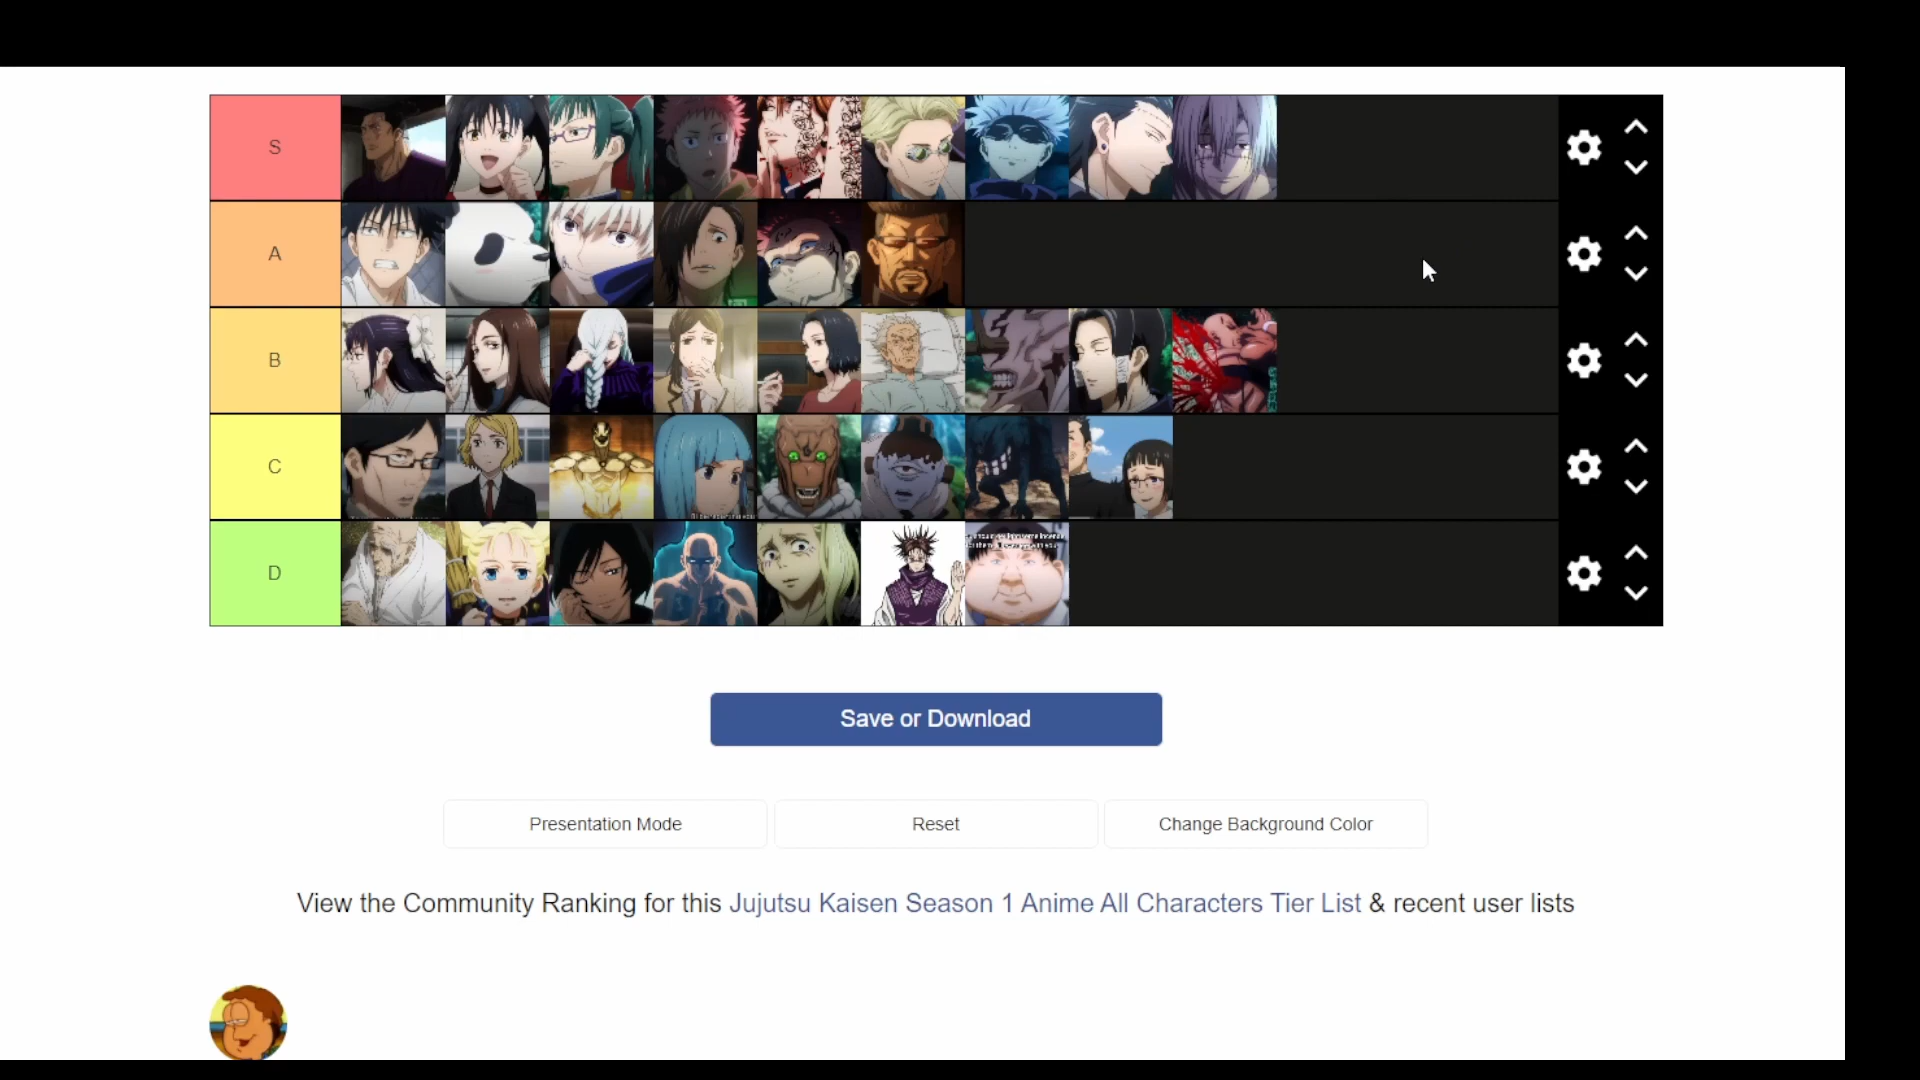 S
A
B
C
D
Save or Download
Presentation Mode
Reset
Change Background Color
View the Community Ranking for this Jujutsu Kaisen Season 1 Anime All Characters Tier List & recent user lists